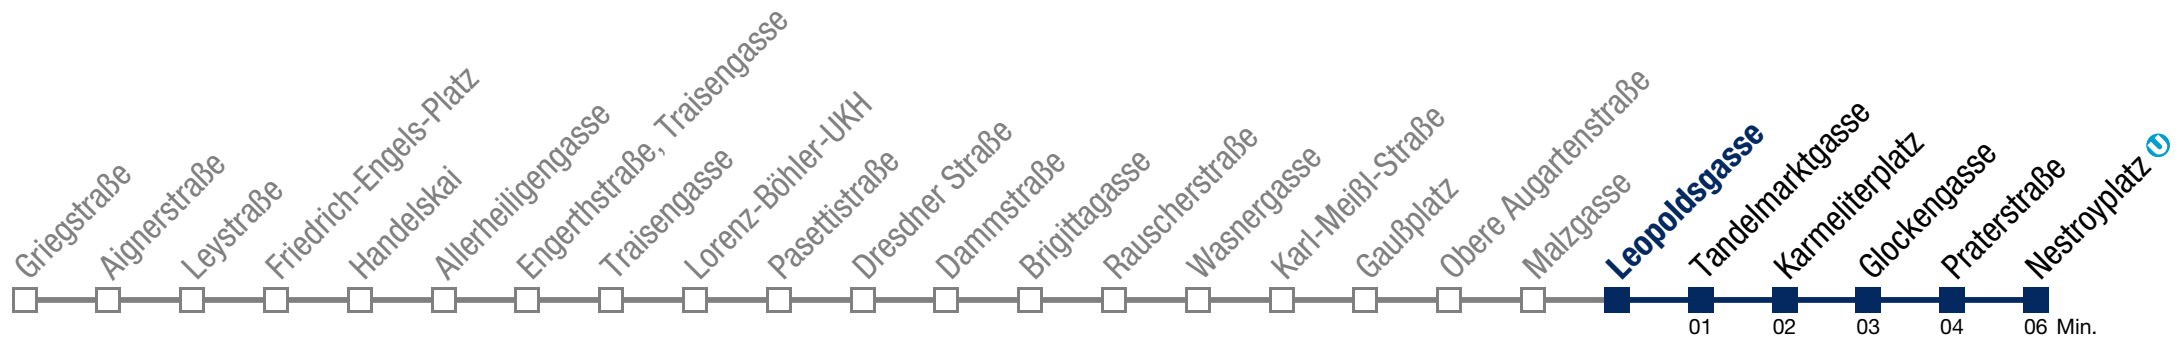 Griegstraße
Aignerstraße
Leystraße
Friedrich-Engels-Platz
Handelskai
Allerheiligengasse
Engerthstraße, Traisengasse
Traisengasse
Lorenz-Böhler-UKH
Pasettistraße
Dresdner Straße
Dammstraße
Brigittagasse
Rauscherstraße
Wasnergasse
Karl-Meißl-Straße
Gaußplatz
Obere Augartenstraße
Malzgasse
Leopoldsgasse
Tandelmarktgasse
Karmeliterplatz
Glockengasse
Praterstraße
Nestroyplatz
01 02 03 04 06 Min.